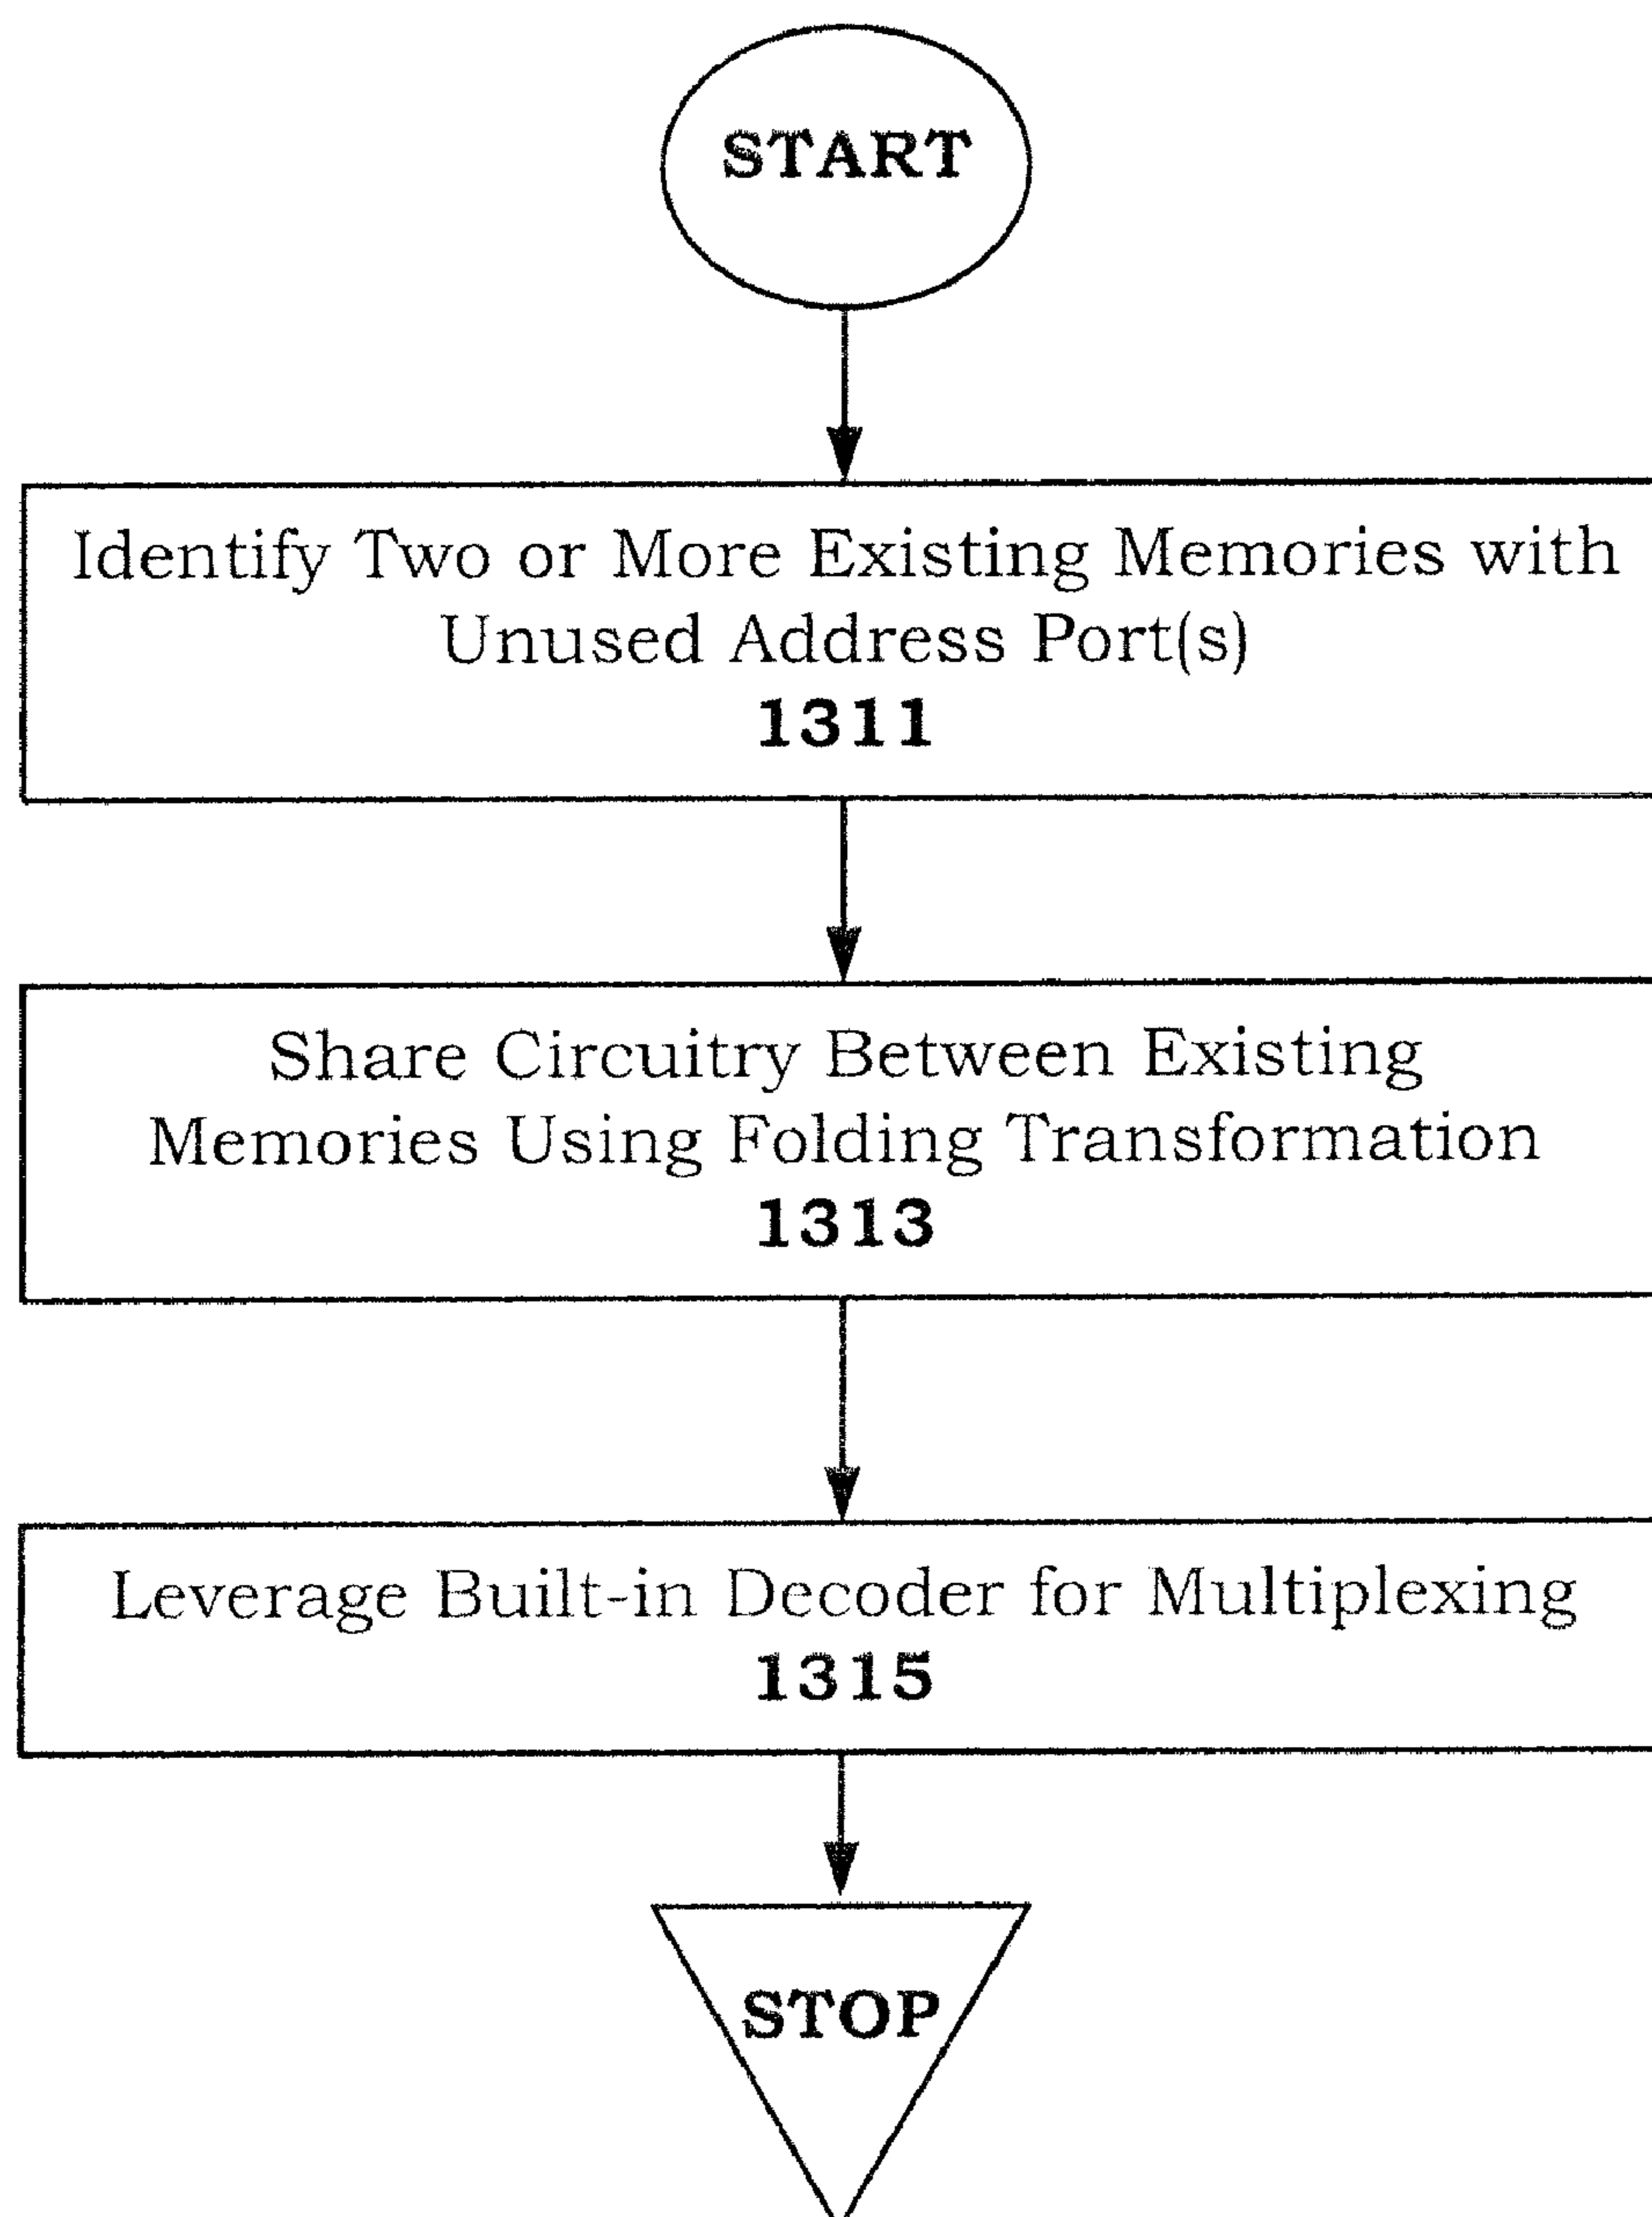 START
Identify Two or More Existing Memories with
Unused Address Port(s)
1311
Share Circuitry Between Existing
Memories Using Folding Transformation
1313
Leverage Built-in Decoder for Multiplexing
1315
STOP